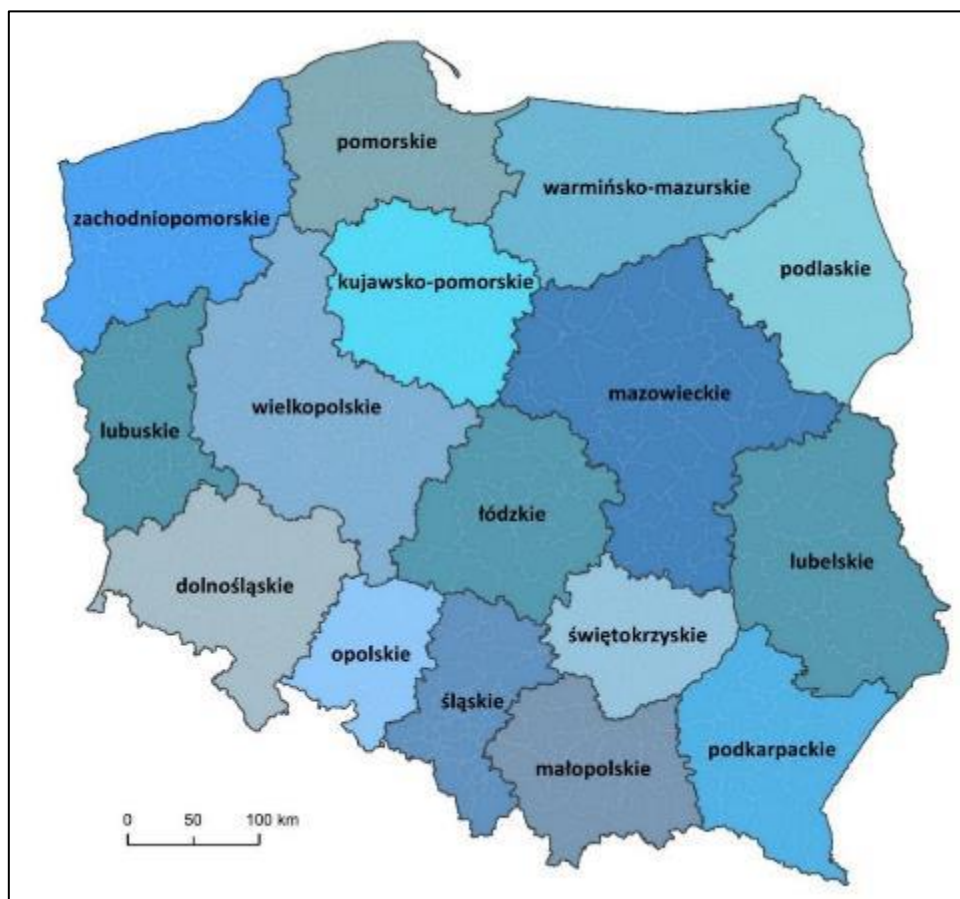 pomorskie
warmińsko-mazurskie
zachodniopomorskie
podlaskie
kujawsko-pomorskie
mazowieckie
wielkopolskie
lubuskie
łódzkie
lubelskie
dolnośląskie
świętokrzyskie
opolskie
śląskie
podkarpackie
małopolskie
0 50 100 km